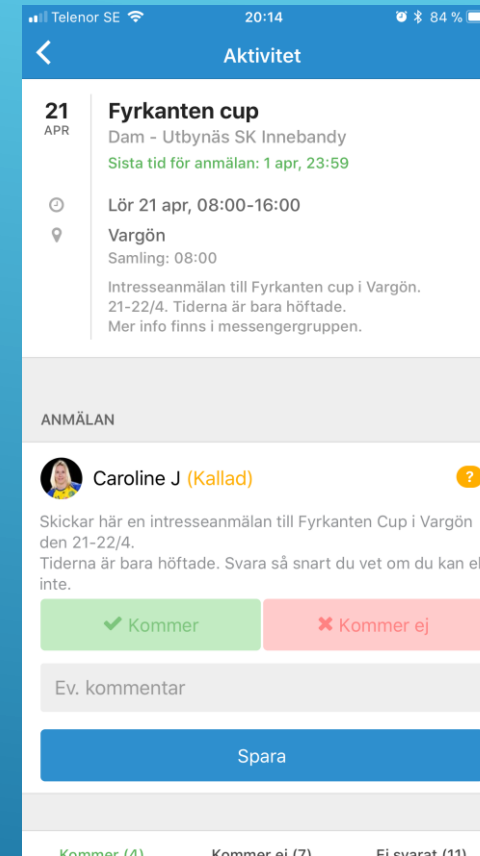 Telenor SE 20:14 84 %
Aktivitet
21 Fyrkanten cup
APR Dam - Utbynäs SK Innebandy
Sista tid för anmälan: 1 apr, 23:59
Lör 21 apr, 08:00-16:00
Vargön
Samling: 08:00
Intresseanmälan till Fyrkanten cup i Vargön.
21-22/4. Tiderna är bara höftade.
Mer info finns i messengergruppen.
ANMÄLAN
Caroline J (Kallad) ?
Skickar här en intresseanmälan till Fyrkanten Cup i Vargön
den 21-22/4.
Tiderna är bara höftade. Svara så snart du vet om du kan
inte.
Kommer Kommer ej
Ev. kommentar
Spara
Kommer (4) Kommer ej (7) Ej svarat (11)